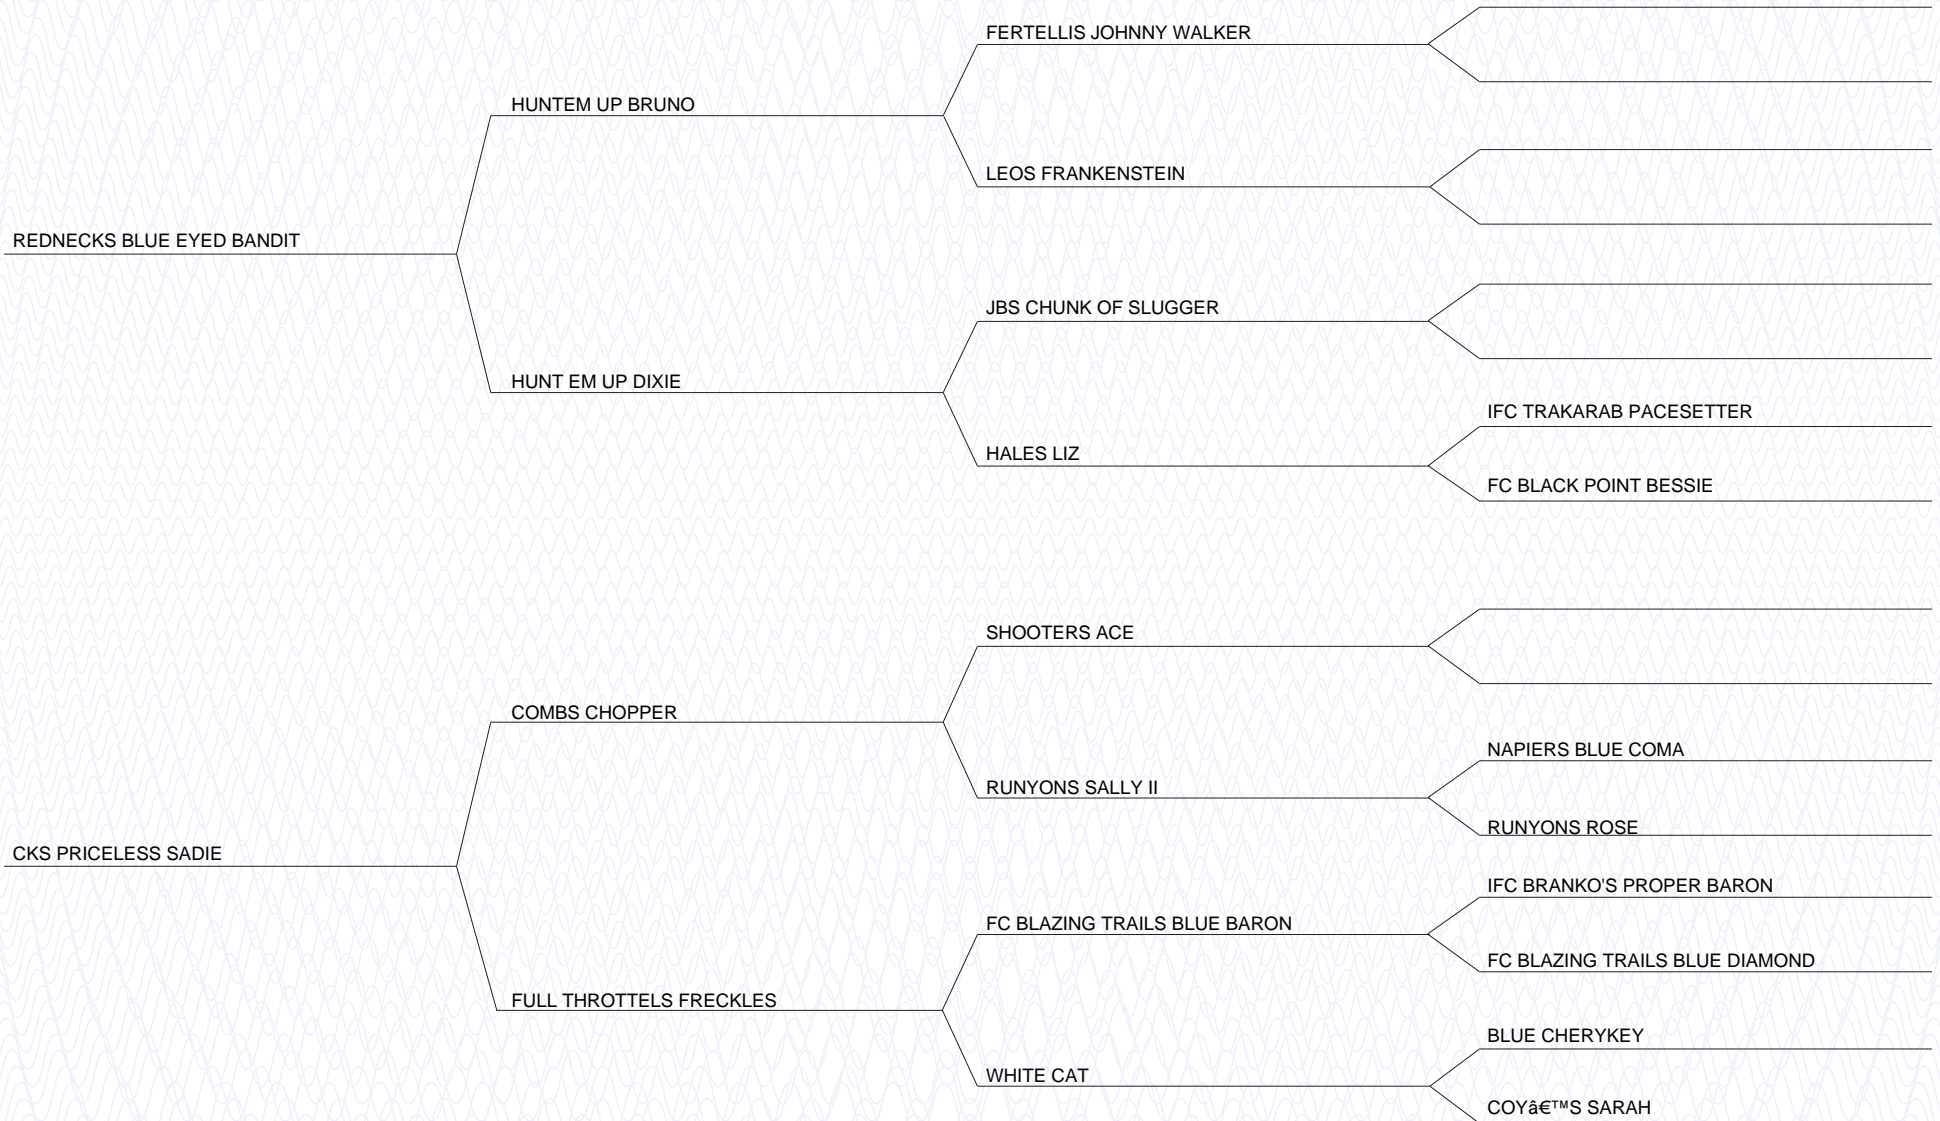 FERTELLIS JOHNNY WALKER
HUNTEM UP BRUNO
LEOS FRANKENSTEIN
REDNECKS BLUE EYED BANDIT
JBS CHUNK OF SLUGGER
HUNT EM UP DIXIE
IFC TRAKARAB PACESETTER
HALES LIZ
FC BLACK POINT BESSIE
SHOOTERS ACE
COMBS CHOPPER
NAPIERS BLUE COMA
RUNYONS SALLY II
RUNYONS ROSE
CKS PRICELESS SADIE
IFC BRANKO'S PROPER BARON
FC BLAZING TRAILS BLUE BARON
FC BLAZING TRAILS BLUE DIAMOND
FULL THROTTELS FRECKLES
BLUE CHERYKEY
WHITE CAT
COY’S SARAH